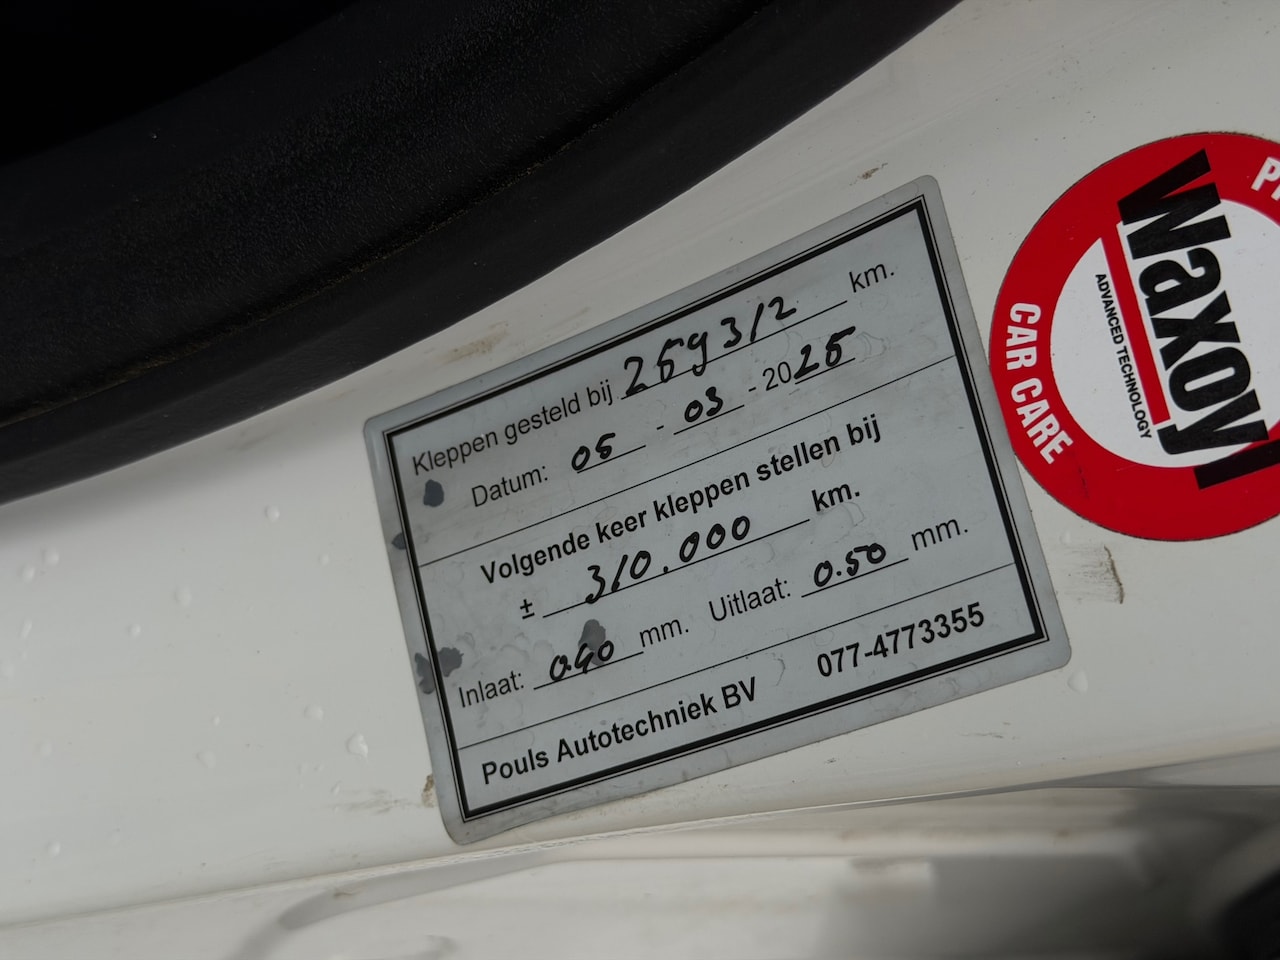 Kleppen gesteld bij 259312 km.
Datum: 05 - 03 - 2025
Volgende keer kleppen stellen bij
± 310.000 km.
Inlaat: 0.40 mm. Uitlaat: 0.50 mm.
Pouls Autotechniek BV 077-4773355
Waxoyl
ADVANCED TECHNOLOGY
CAR CARE